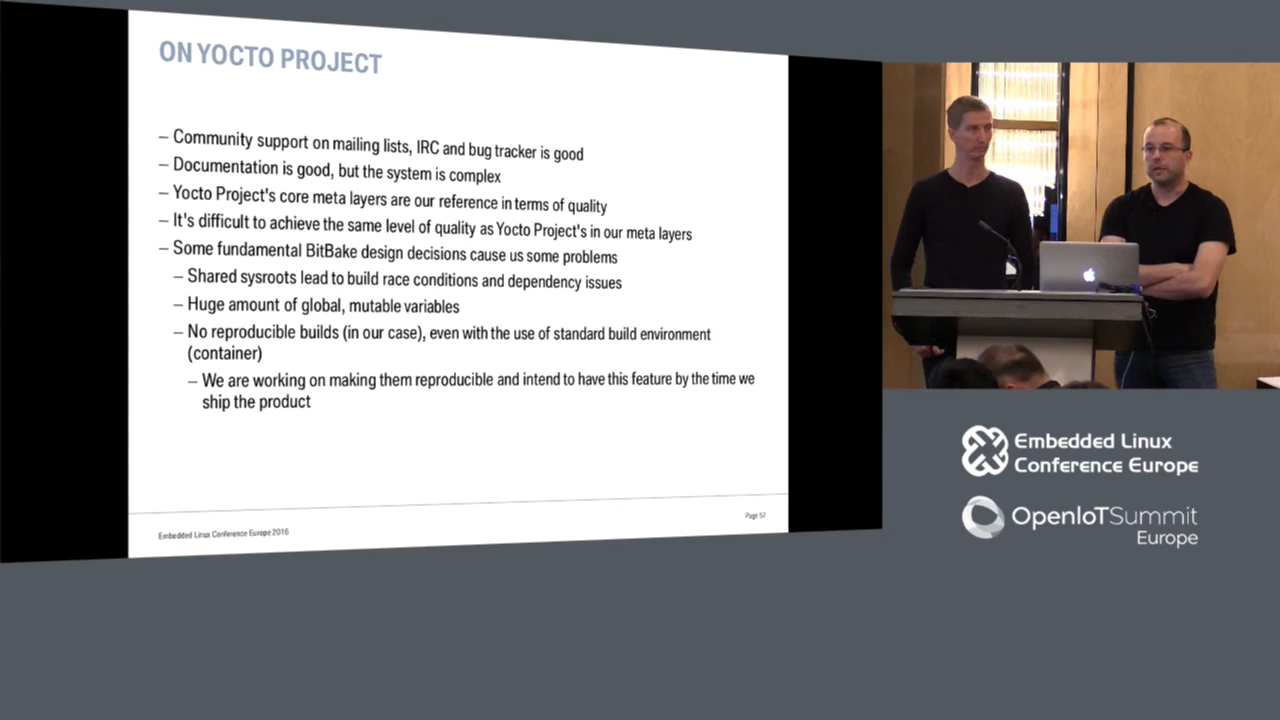 ON YOCTO PROJECT
– Community support on mailing lists, IRC and bug tracker is good
– Documentation is good, but the system is complex
– Yocto Project's core meta layers are our reference in terms of quality
– It's difficult to achieve the same level of quality as Yocto Project's in our meta layers
– Some fundamental BitBake design decisions cause us some problems
– Shared sysroots lead to build race conditions and dependency issues
– Huge amount of global, mutable variables
– No reproducible builds (in our case), even with the use of standard build environment
(container)
– We are working on making them reproducible and intend to have this feature by the time we
ship the product
Embedded Linux Conference Europe 2016
Page 57
Embedded Linux
Conference Europe
OpenIoTSummit
Europe